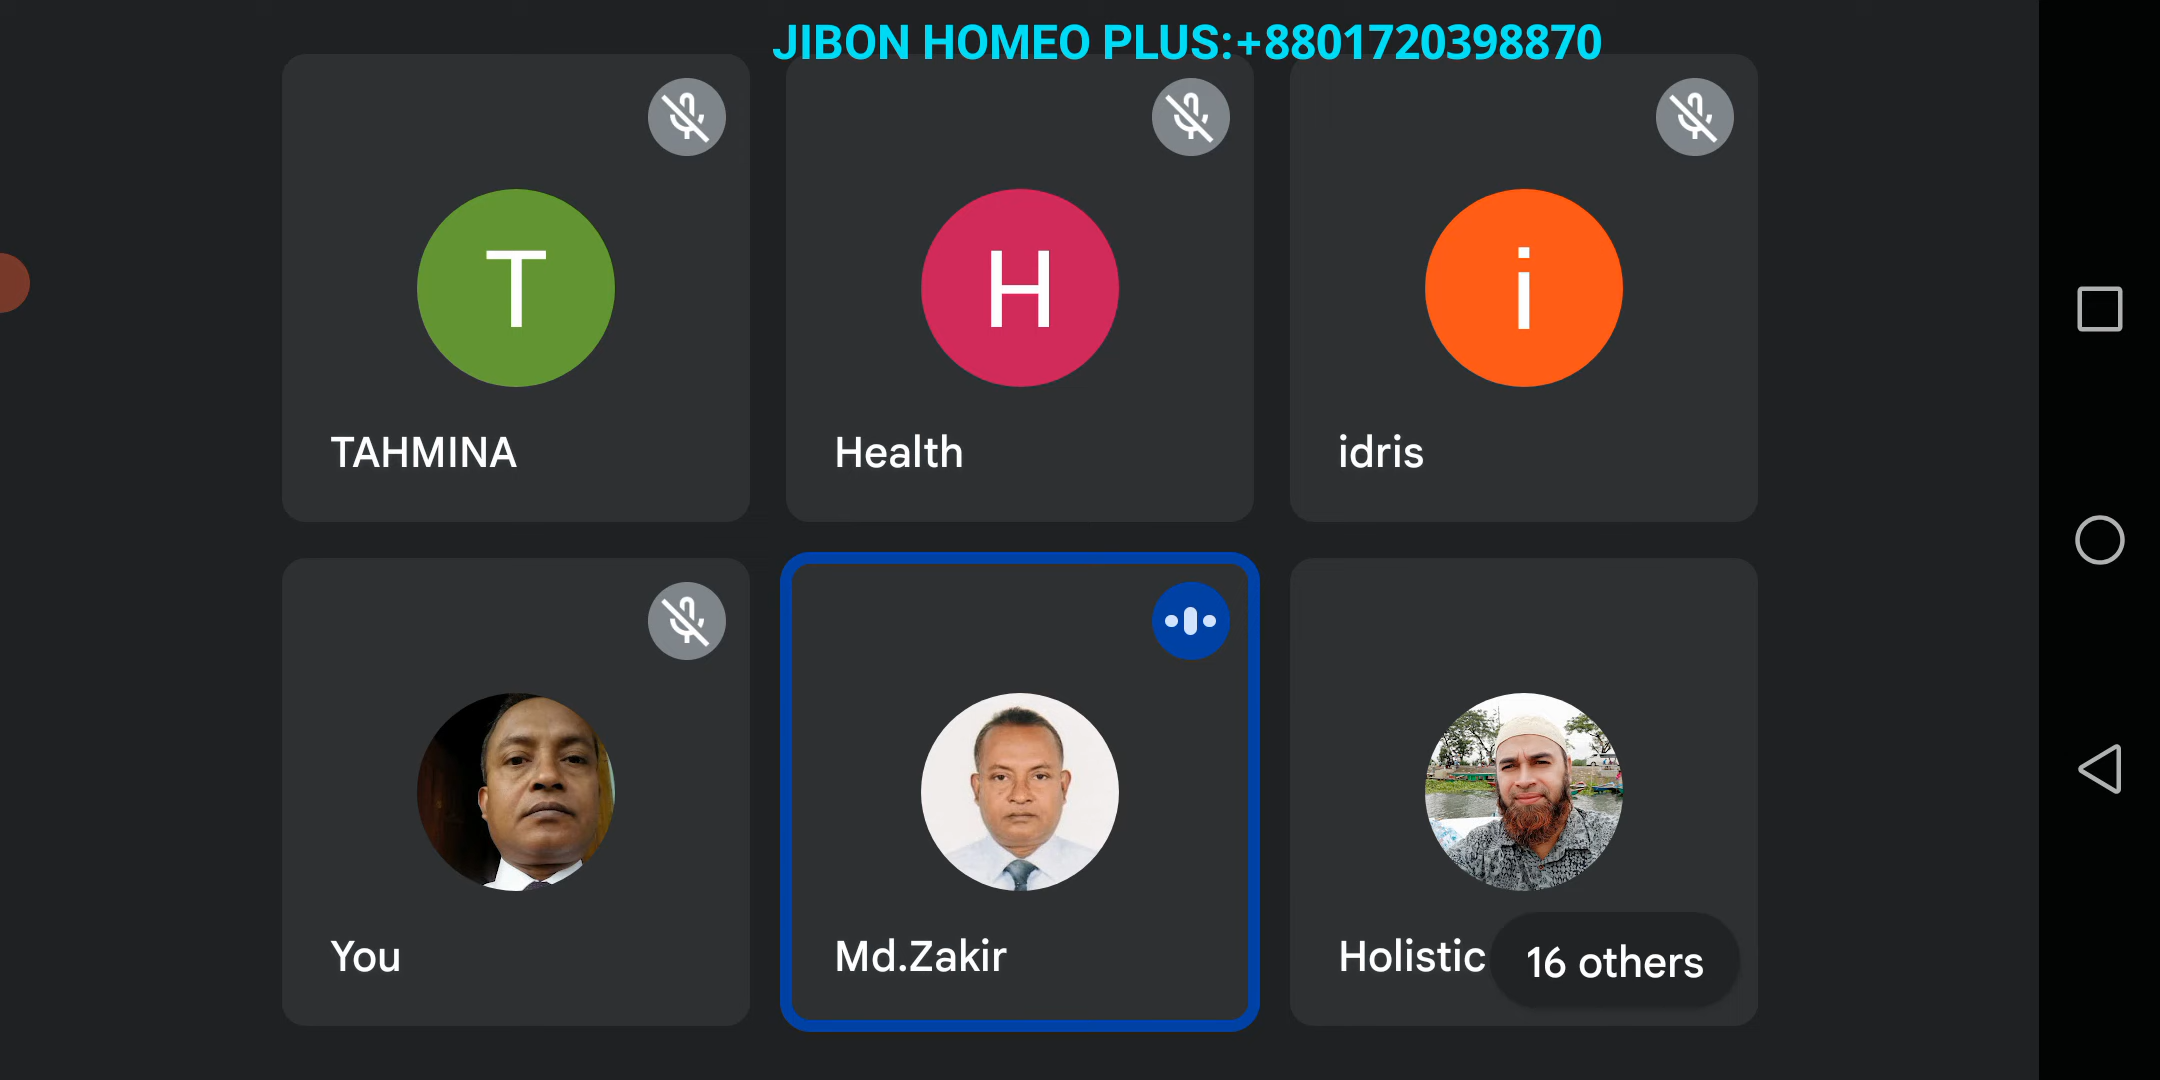 JIBON HOMEO PLUS:+8801720398870
T
H
i
TAHMINA
Health
idris
You
Md.Zakir
Holistic
16 others